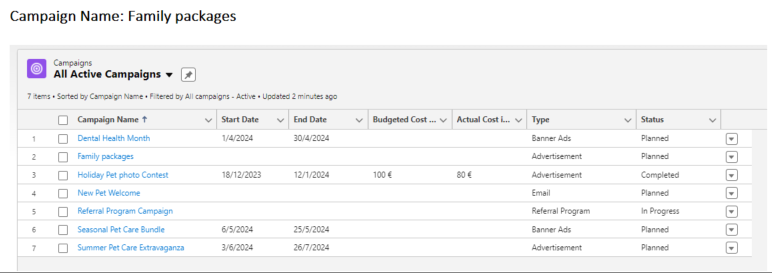 Campaign Name: Family packages
Campaigns
All Active Campaigns
7 items • Sorted by Campaign Name • Filtered by All campaigns - Active • Updated 2 minutes ago
Campaign Name ↑ Start Date End Date Budgeted Cost ... Actual Cost i... Type Status
1 Dental Health Month 1/4/2024 30/4/2024 Banner Ads Planned
2 Family packages Advertisement Planned
3 Holiday Pet photo Contest 18/12/2023 12/1/2024 100 € 80 € Advertisement Completed
4 New Pet Welcome Email Planned
5 Referral Program Campaign Referral Program In Progress
6 Seasonal Pet Care Bundle 6/5/2024 25/5/2024 Banner Ads Planned
7 Summer Pet Care Extravaganza 3/6/2024 26/7/2024 Advertisement Planned